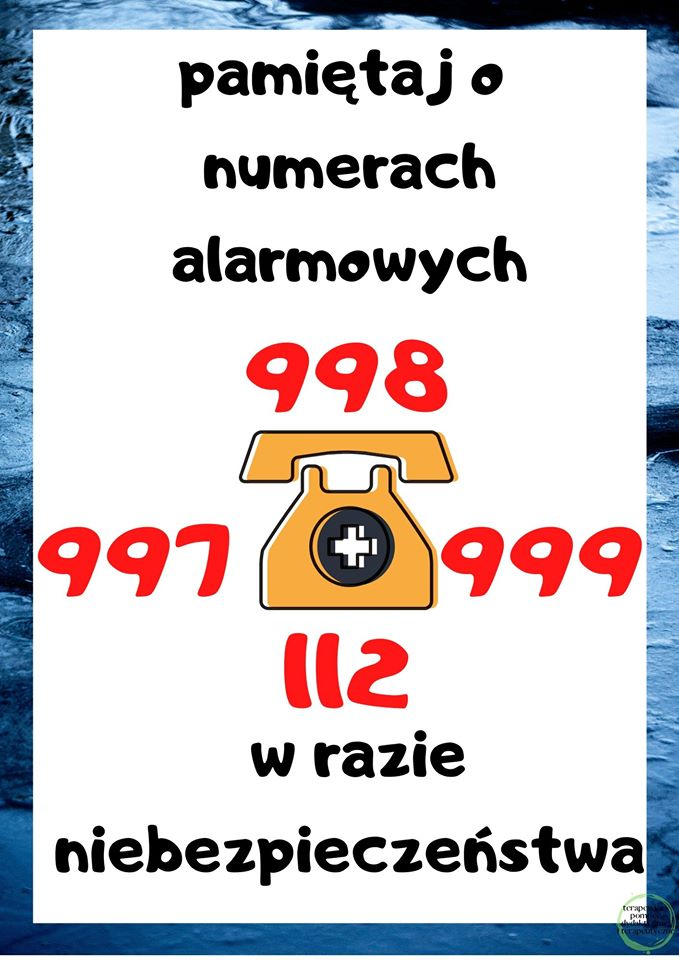 pamiętaj o
numerach
alarmowych
998
997 999
112
w razie
niebezpieczeństwa